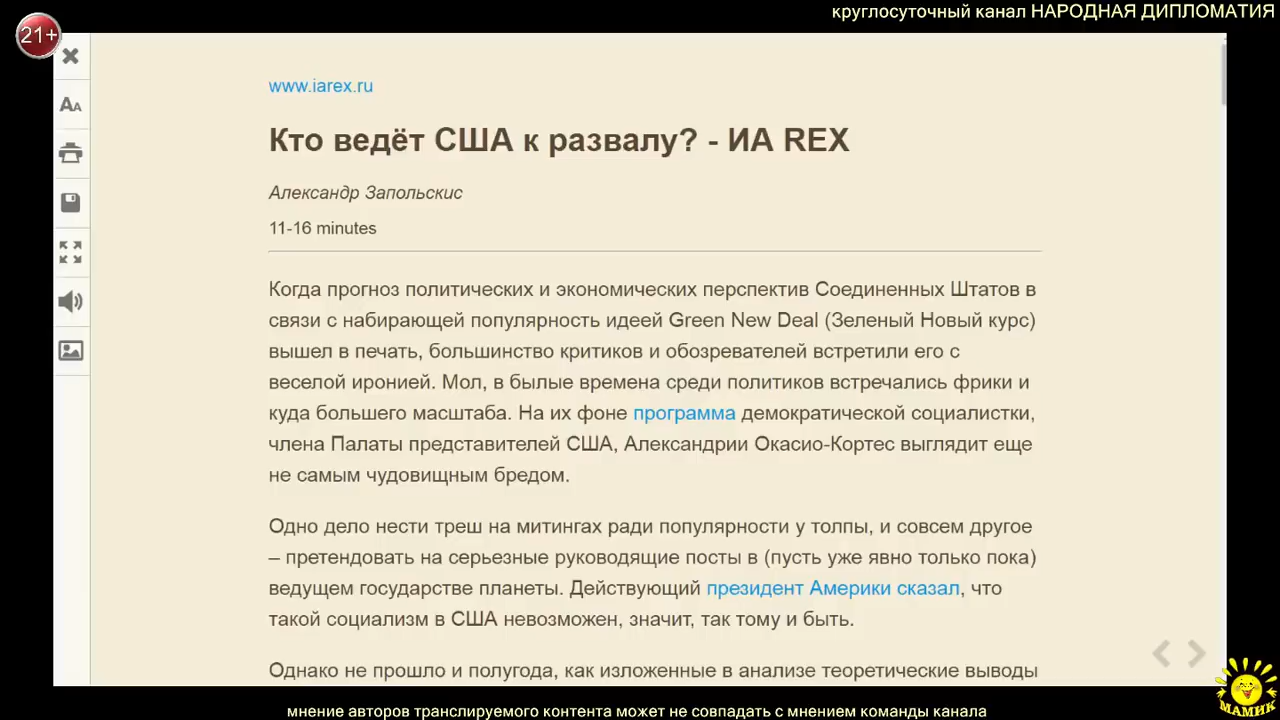 круглосуточный канал НАРОДНАЯ ДИПЛОМАТИЯ
21+
www.iarex.ru
Кто ведёт США к развалу? - ИА REX
Александр Запольскис
11-16 minutes
Когда прогноз политических и экономических перспектив Соединенных Штатов в
связи с набирающей популярность идеей Green New Deal (Зеленый Новый курс)
вышел в печать, большинство критиков и обозревателей встретили его с
веселой иронией. Мол, в былые времена среди политиков встречались фрики и
куда большего масштаба. На их фоне программа демократической социалистки,
члена Палаты представителей США, Александрии Окасио-Кортес выглядит еще
не самым чудовищным бредом.
Одно дело нести треш на митингах ради популярности у толпы, и совсем другое
– претендовать на серьезные руководящие посты в (пусть уже явно только пока)
ведущем государстве планеты. Действующий президент Америки сказал, что
такой социализм в США невозможен, значит, так тому и быть.
Однако не прошло и полугода, как изложенные в анализе теоретические выводы
МАМИК
мнение авторов транслируемого контента может не совпадать с мнением команды канала